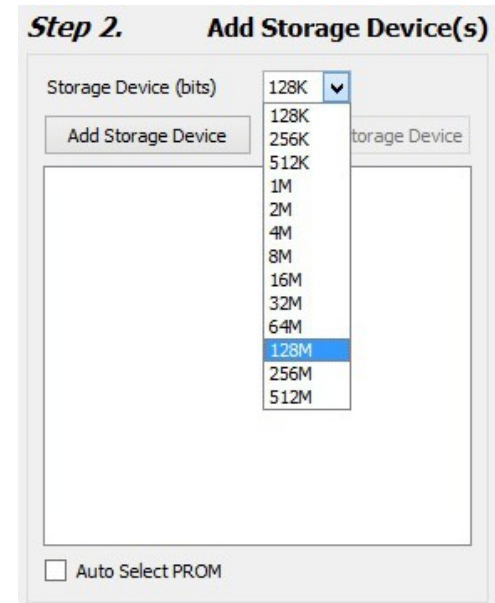 Step 2. Add Storage Device(s)
Storage Device (bits) 128K
Add Storage Device torage Device
128K
256K
512K
1M
2M
4M
8M
16M
32M
64M
128M
256M
512M
Auto Select PROM